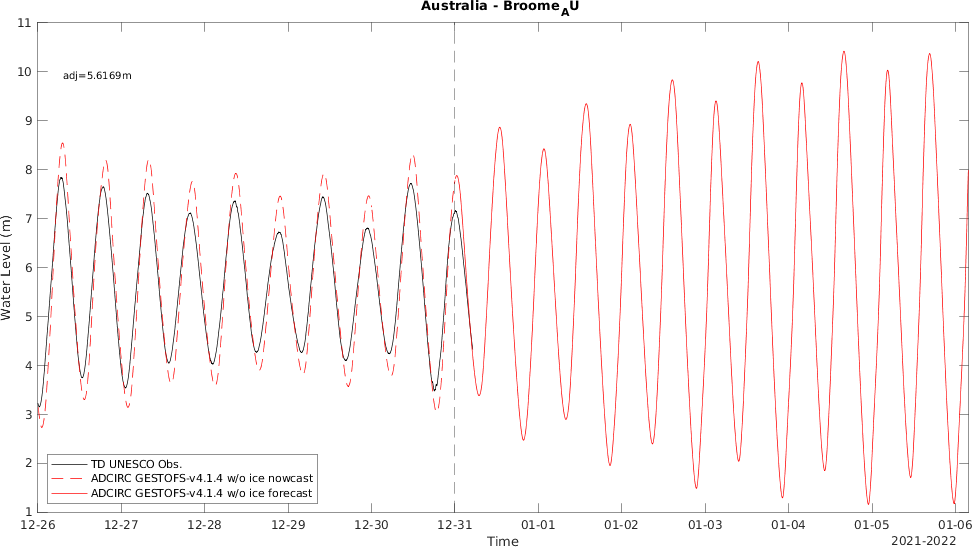 Australia - Broome_AU
adj=5.6169m
11
10
9
8
7
6
5
4
3
2
1
Water Level (m)
TD UNESCO Obs.
ADCIRC GESTOFS-v4.1.4 w/o ice nowcast
ADCIRC GESTOFS-v4.1.4 w/o ice forecast
12-26 12-27 12-28 12-29 12-30 12-31 01-01 01-02 01-03 01-04 01-05 01-06
Time
2021-2022